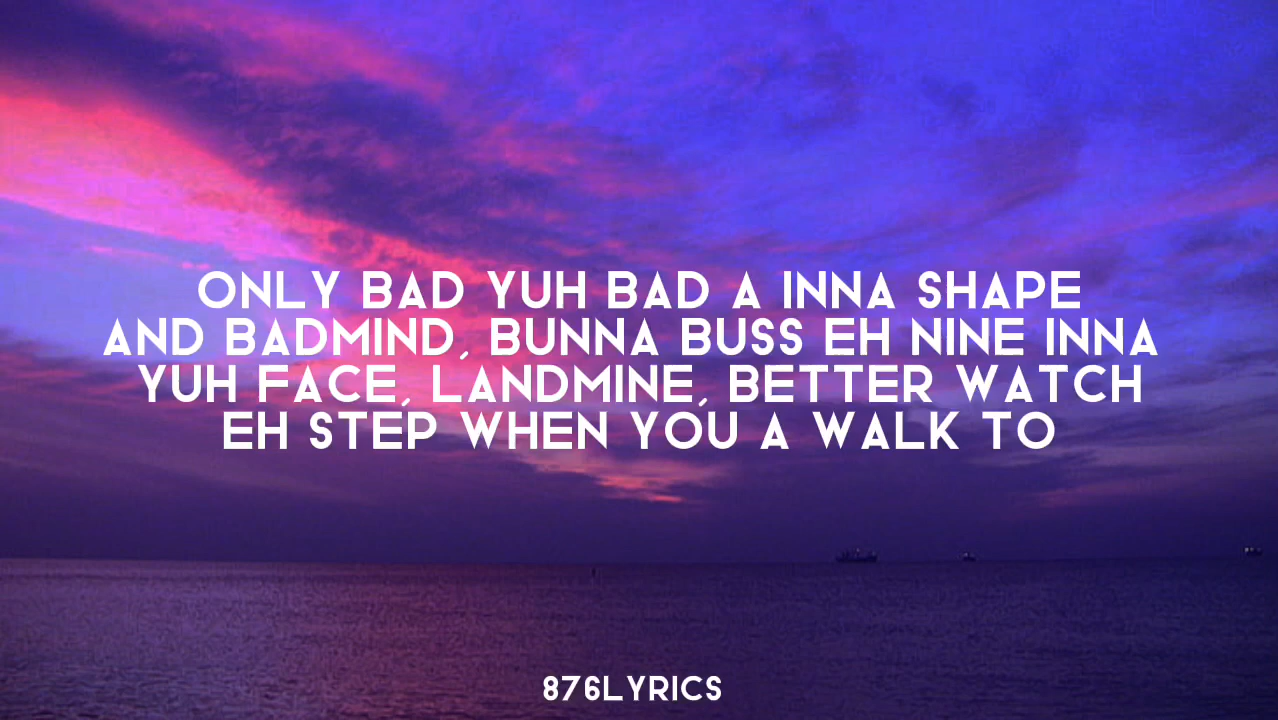 ONLY BAD YUH BAD A INNA SHAPE
AND BADMIND, BUNNA BUSS EH NINE INNA
YUH FACE, LANDMINE, BETTER WATCH
EH STEP WHEN YOU A WALK TO
876LYRICS